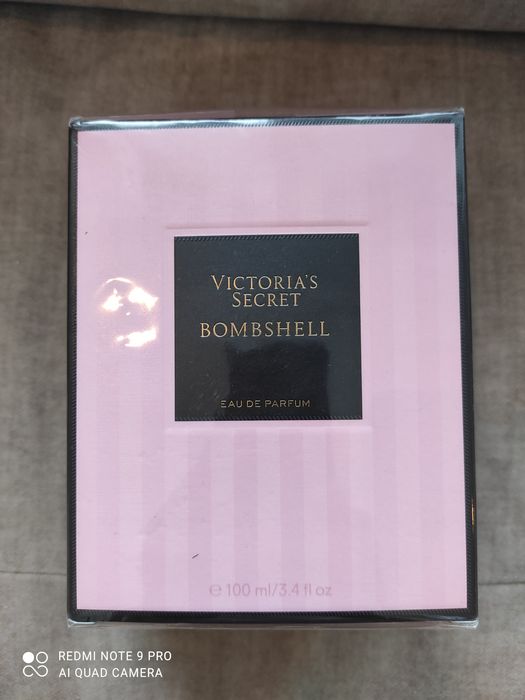 VICTORIA'S
SECRET
BOMBSHELL
EAU DE PARFUM
℮ 100 ml/3.4 fl oz
REDMI NOTE 9 PRO
AI QUAD CAMERA